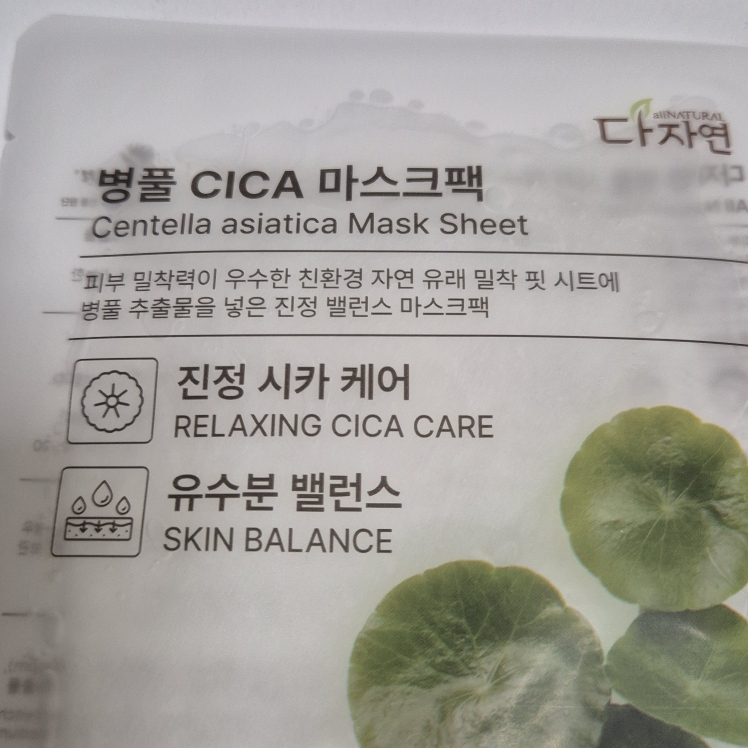 allNATURAL
다자연
병풀 CICA 마스크팩
Centella asiatica Mask Sheet
피부 밀착력이 우수한 친환경 자연 유래 밀착 핏 시트에
병풀 추출물을 넣은 진정 밸런스 마스크팩
진정 시카 케어
RELAXING CICA CARE
유수분 밸런스
SKIN BALANCE